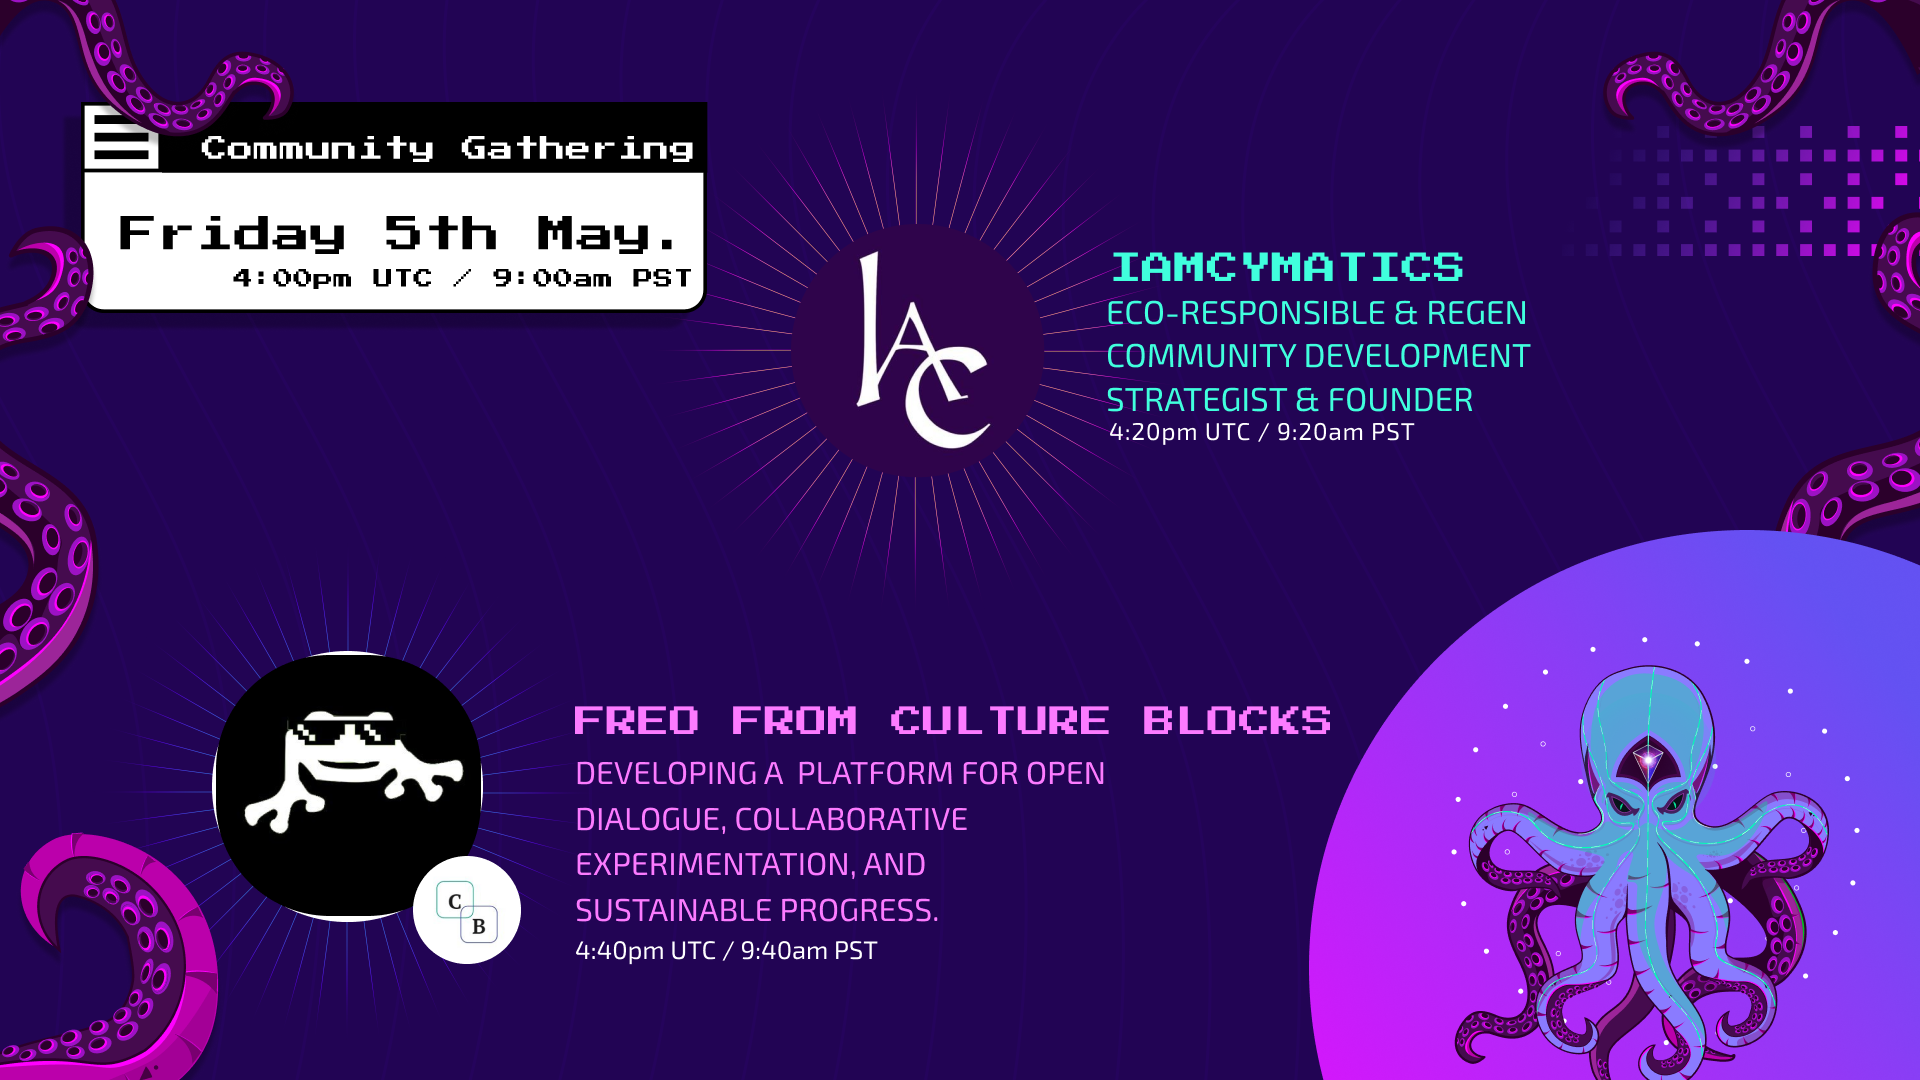 Community Gathering
Friday 5th May.
4:00pm UTC / 9:00am PST
IAC
IAMCYMATICS
ECO-RESPONSIBLE & REGEN
COMMUNITY DEVELOPMENT
STRATEGIST & FOUNDER
4:20pm UTC / 9:20am PST
FREO FROM CULTURE BLOCKS
DEVELOPING A PLATFORM FOR OPEN
DIALOGUE, COLLABORATIVE
EXPERIMENTATION, AND
SUSTAINABLE PROGRESS.
4:40pm UTC / 9:40am PST
C
B